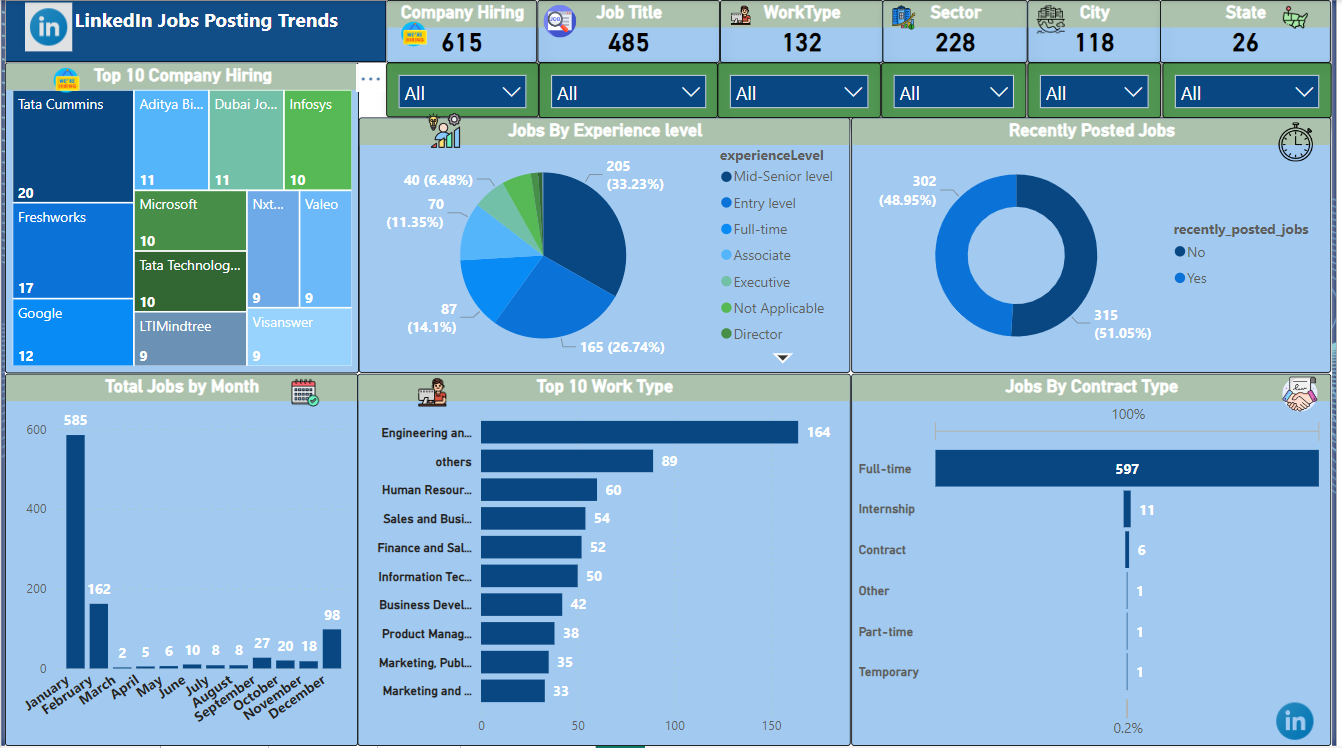 in
LinkedIn Jobs Posting Trends
Company Hiring
615
Job Title
485
WorkType
132
Sector
228
City
118
State
26
All
All
All
All
All
All
Top 10 Company Hiring
...
Tata Cummins
20
Freshworks
17
Google
12
Aditya Bi...
11
Dubai Jo...
11
Infosys
10
Microsoft
10
Tata Technolog...
10
LTIMindtree
9
Nxt...
9
Valeo
9
Visanswer
9
Jobs By Experience level
205
(33.23%)
165 (26.74%)
87
(14.1%)
70
(11.35%)
40 (6.48%)
experienceLevel
Mid-Senior level
Entry level
Full-time
Associate
Executive
Not Applicable
Director
Recently Posted Jobs
302
(48.95%)
315
(51.05%)
recently_posted_jobs
No
Yes
Total Jobs by Month
600
400
200
0
585
162
2
5
6
10
8
8
27
20
18
98
January
February
March
April
May
June
July
August
September
October
November
December
Top 10 Work Type
Engineering an... 164
others 89
Human Resour... 60
Sales and Busi... 54
Finance and Sal... 52
Information Tec... 50
Business Devel... 42
Product Manag... 38
Marketing, Publ... 35
Marketing and ... 33
0 50 100 150
Jobs By Contract Type
100%
Full-time 597
Internship 11
Contract 6
Other 1
Part-time 1
Temporary 1
0.2%
in